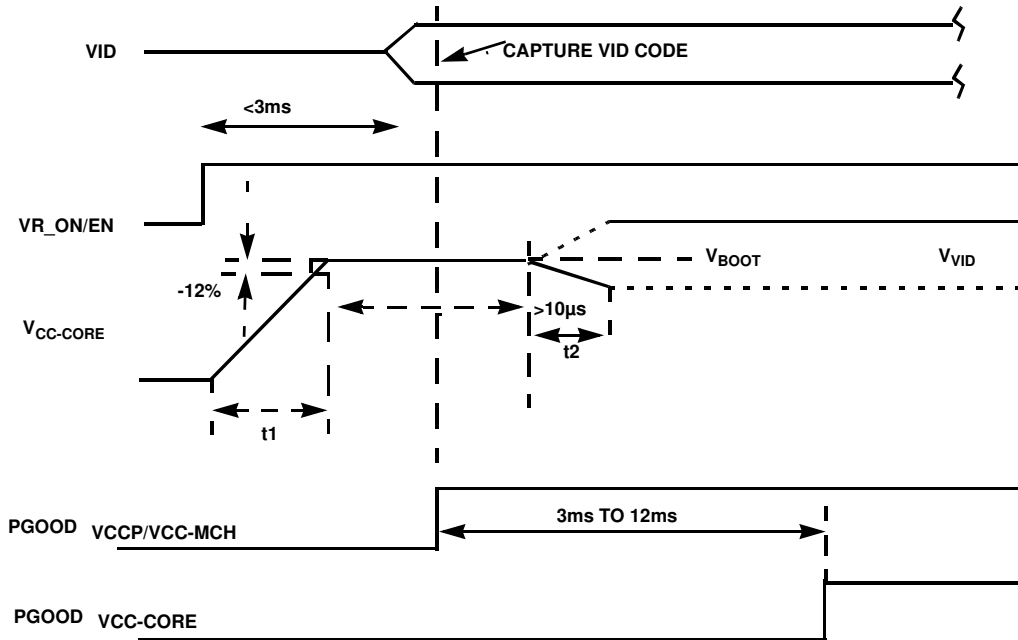 VID
CAPTURE VID CODE
<3ms
VR_ON/EN
-12%
VBOOT
VVID
VCC-CORE
>10µs
t2
t1
PGOOD VCCP/VCC-MCH
3ms TO 12ms
PGOOD VCC-CORE